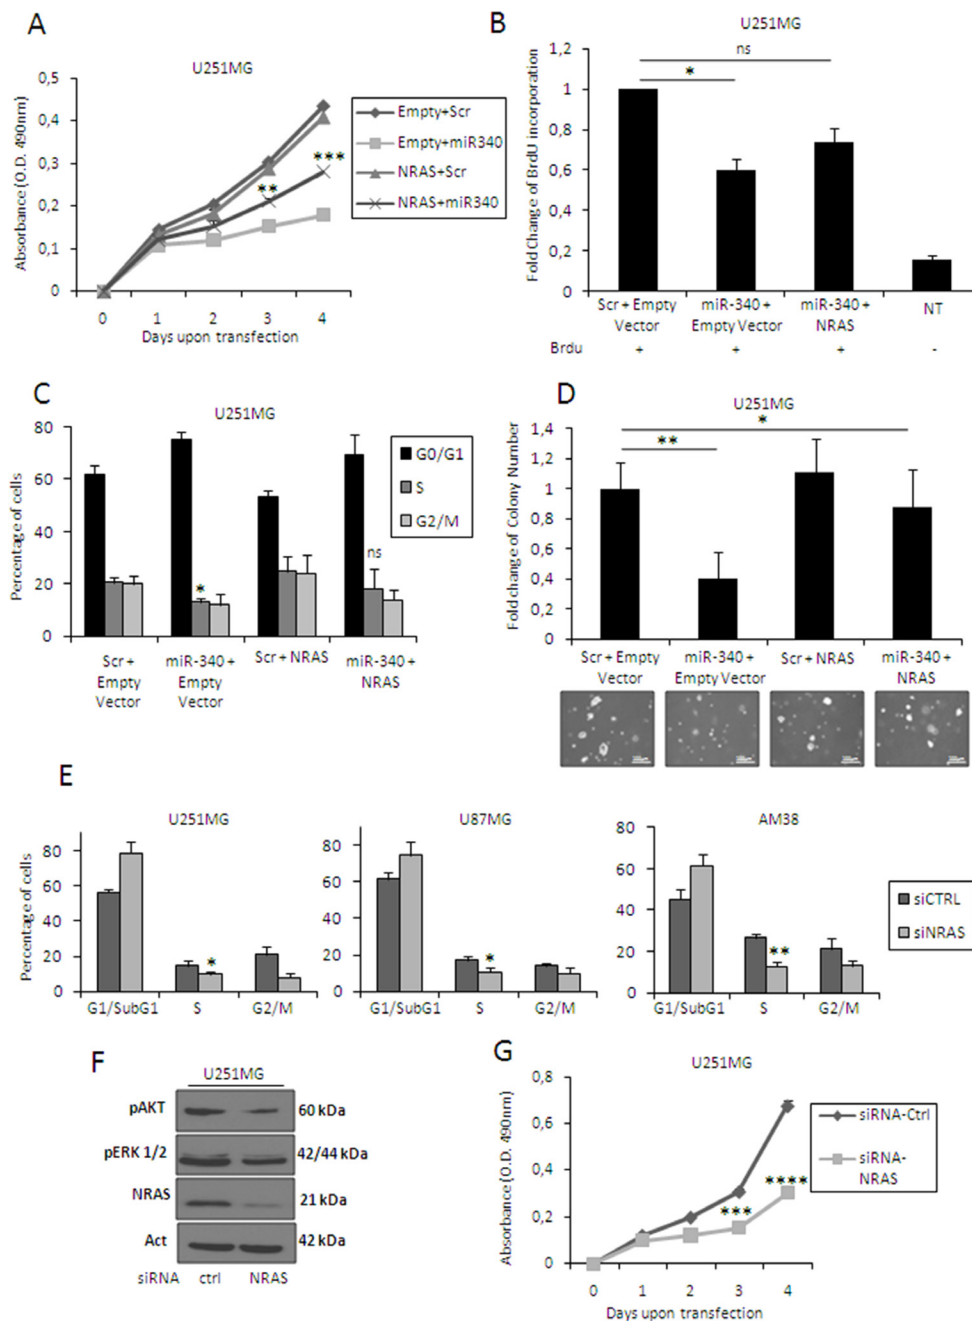 A
U251MG
Absorbance (O.D. 490nm)
0,5
0,4
0,3
0,2
0,1
0
0 1 2 3 4
Days upon transfection
** ***
Empty+Scr
Empty+miR340
NRAS+Scr
NRAS+miR340
B
U251MG
Fold Change of BrdU incorporation
1,2
1
0,8
0,6
0,4
0,2
0
ns
*
Scr + Empty Vector
miR-340 + Empty Vector
miR-340 + NRAS
NT
Brdu + + + -
C
U251MG
Percentage of cells
80
60
40
20
0
* ns
G0/G1
S
G2/M
Scr + Empty Vector
miR-340 + Empty Vector
Scr + NRAS
miR-340 + NRAS
D
U251MG
Fold change of Colony Number
1,4
1,2
1
0,8
0,6
0,4
0,2
0
*
**
Scr + Empty Vector
miR-340 + Empty Vector
Scr + NRAS
miR-340 + NRAS
E
U251MG
Percentage of cells
80
60
40
20
0
*
G1/SubG1 S G2/M
U87MG
80
60
40
20
0
*
G1/SubG1 S G2/M
AM38
80
60
40
20
0
**
G1/SubG1 S G2/M
siCTRL
siNRAS
F
U251MG
pAKT 60 kDa
pERK 1/2 42/44 kDa
NRAS 21 kDa
Act 42 kDa
siRNA ctrl NRAS
G
U251MG
Absorbance (O.D. 490nm)
0,8
0,6
0,4
0,2
0
0 1 2 3 4
Days upon transfection
*** ****
siRNA-Ctrl
siRNA-NRAS